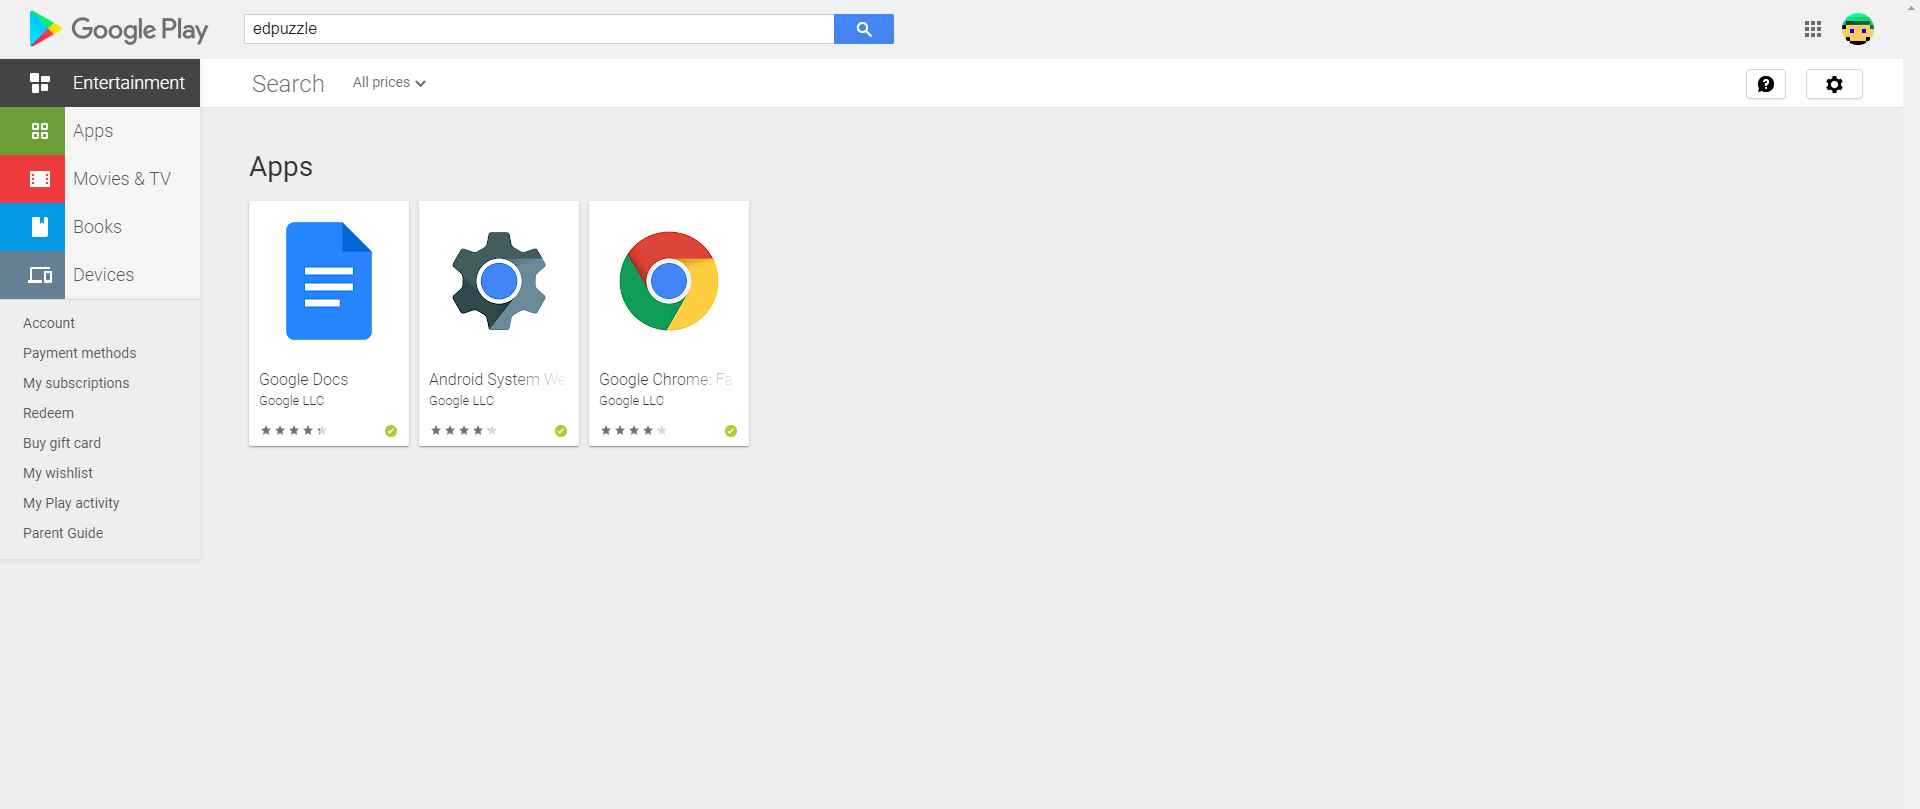 Google Play
edpuzzle
Entertainment
Search
All prices
Apps
Movies & TV
Books
Devices
Account
Payment methods
My subscriptions
Redeem
Buy gift card
My wishlist
My Play activity
Parent Guide
Apps
Google Docs
Google LLC
Android System We
Google LLC
Google Chrome: Fa
Google LLC